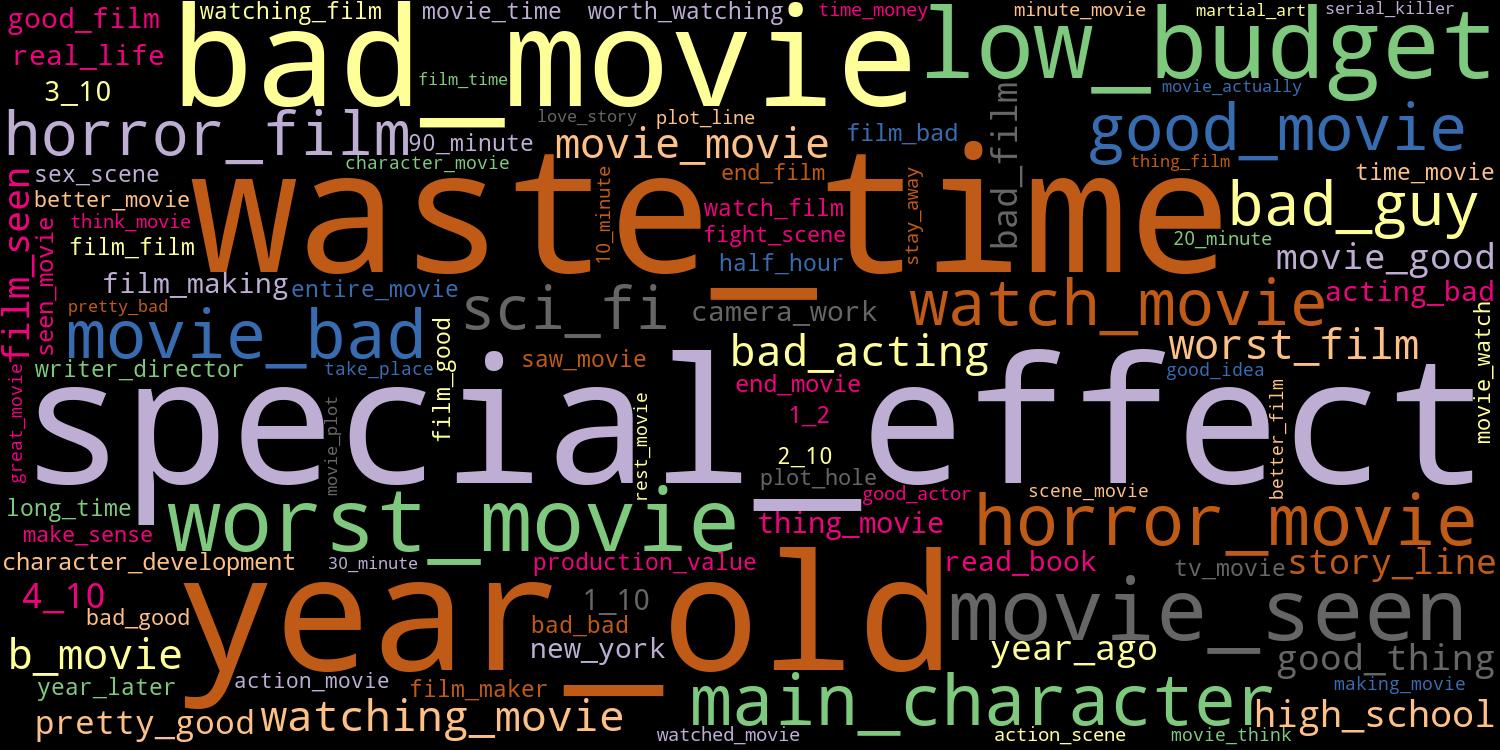 good_film
watching_film
movie_time
worth_watching
time_money
minute_movie
martial_art
serial_killer
real_life
bad_movie
low_budget
3_10
film_time
movie_actually
horror_film
90_minute
love_story
plot_line
film_bad
bad_film
good_movie
movie_movie
character_movie
thing_film
film_seen
sex_scene
waste_time
10_minute
end_film
stay_away
time_movie
better_movie
bad_guy
think_movie
watch_film
seen_movie
film_film
fight_scene
20_minute
movie_good
half_hour
film_making
entire_movie
sci_fi
camera_work
watch_movie
acting_bad
pretty_bad
movie_bad
film_good
saw_movie
bad_acting
worst_film
movie_watch
writer_director
take_place
good_idea
great_movie
special_effect
movie_plot
rest_movie
end_movie
1_2
better_film
2_10
plot_hole
long_time
worst_movie
good_actor
scene_movie
thing_movie
horror_movie
make_sense
character_development
30_minute
production_value
read_book
tv_movie
story_line
4_10
year_old
1_10
movie_seen
bad_good
bad_bad
b_movie
new_york
year_ago
good_thing
year_later
action_movie
film_maker
main_character
making_movie
pretty_good
watching_movie
high_school
watched_movie
action_scene
movie_think